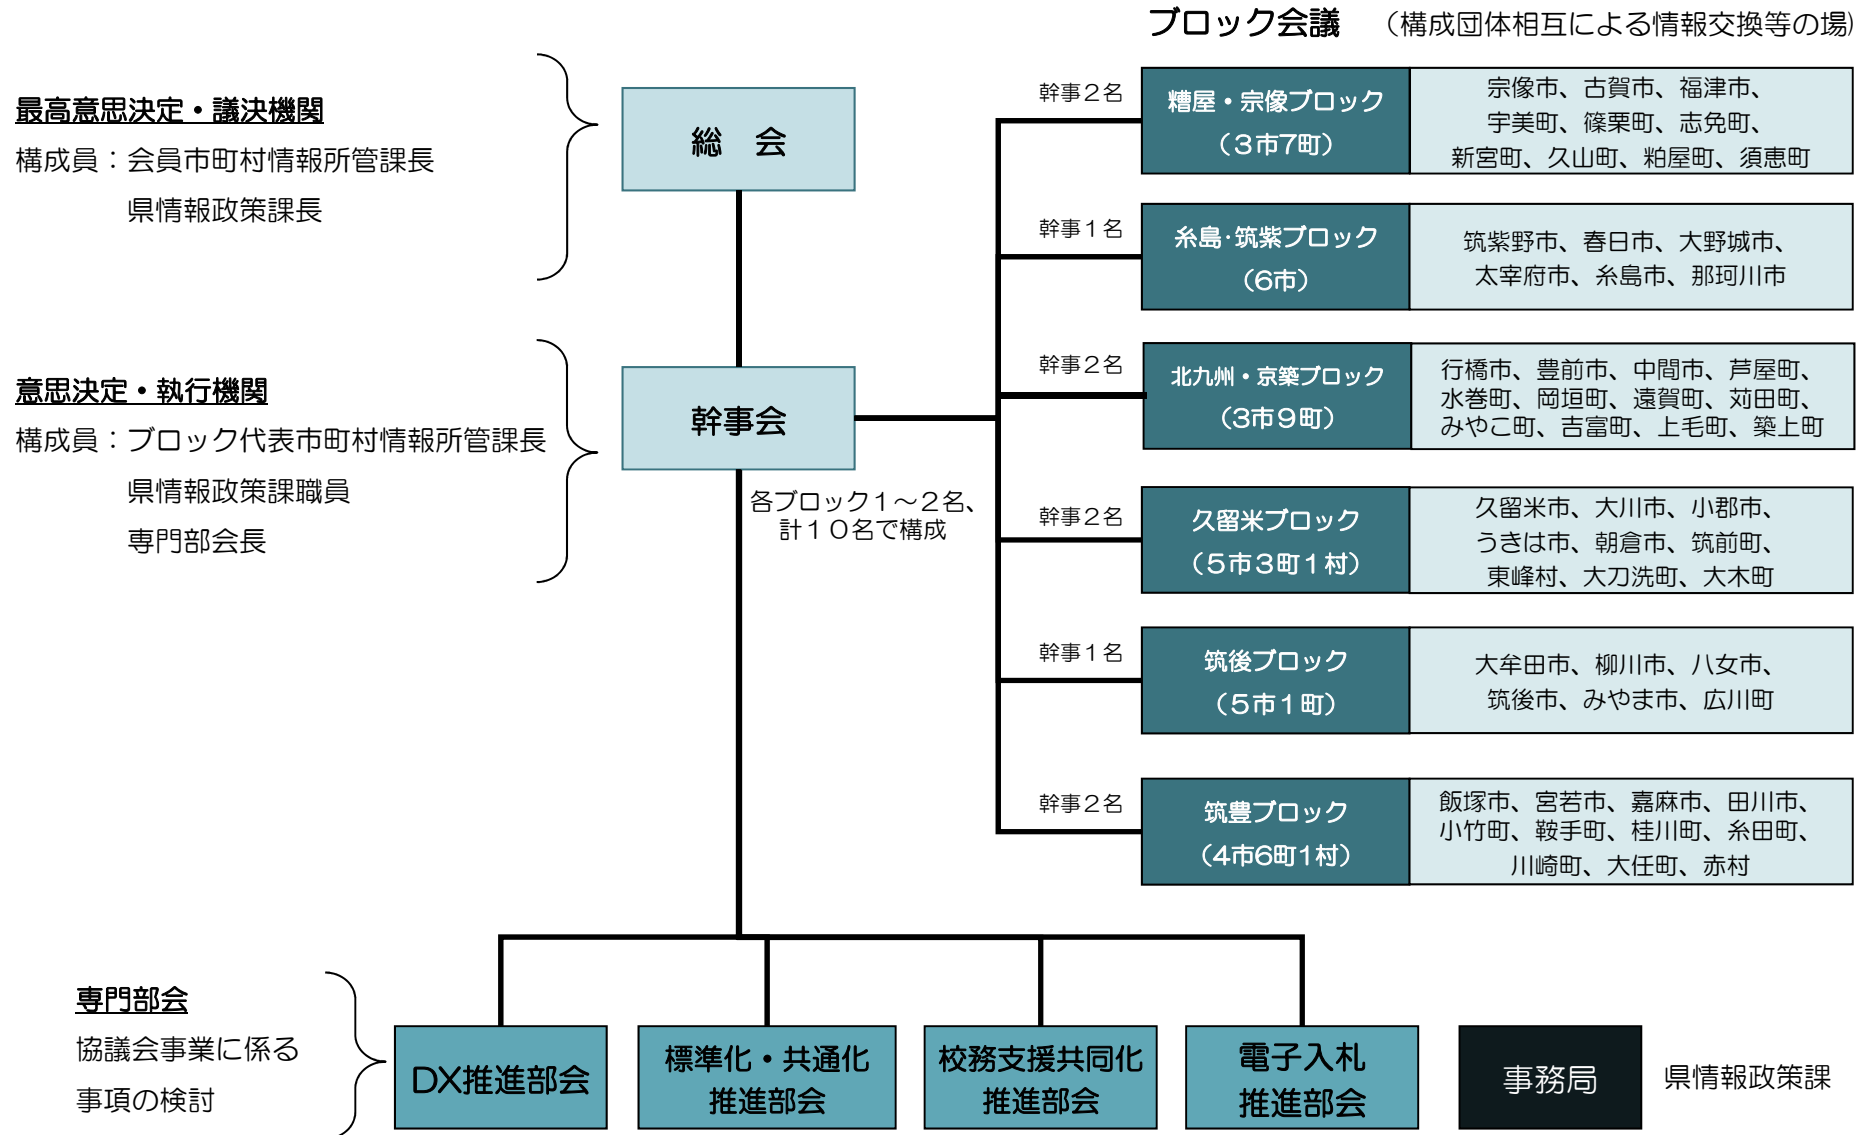 ブロック会議　（構成団体相互による情報交換等の場）
最高意思決定・議決機関
構成員：会員市町村情報所管課長
県情報政策課長
総　会
意思決定・執行機関
構成員：ブロック代表市町村情報所管課長
県情報政策課職員
専門部会長
幹事会
各ブロック１～２名、
計１０名で構成
幹事２名
糟屋・宗像ブロック
（３市7町）
宗像市、古賀市、福津市、
宇美町、篠栗町、志免町、
新宮町、久山町、粕屋町、須恵町
幹事１名
糸島･筑紫ブロック
（6市）
筑紫野市、春日市、大野城市、
太宰府市、糸島市、那珂川市
幹事２名
北九州・京築ブロック
（3市９町）
行橋市、豊前市、中間市、芦屋町、
水巻町、岡垣町、遠賀町、苅田町、
みやこ町、吉富町、上毛町、築上町
幹事２名
久留米ブロック
（５市３町１村）
久留米市、大川市、小郡市、
うきは市、朝倉市、筑前町、
東峰村、大刀洗町、大木町
幹事１名
筑後ブロック
（５市１町）
大牟田市、柳川市、八女市、
筑後市、みやま市、広川町
幹事２名
筑豊ブロック
（4市6町1村）
飯塚市、宮若市、嘉麻市、田川市、
小竹町、鞍手町、桂川町、糸田町、
川崎町、大任町、赤村
専門部会
協議会事業に係る
事項の検討
DX推進部会
標準化・共通化
推進部会
校務支援共同化
推進部会
電子入札
推進部会
事務局
県情報政策課